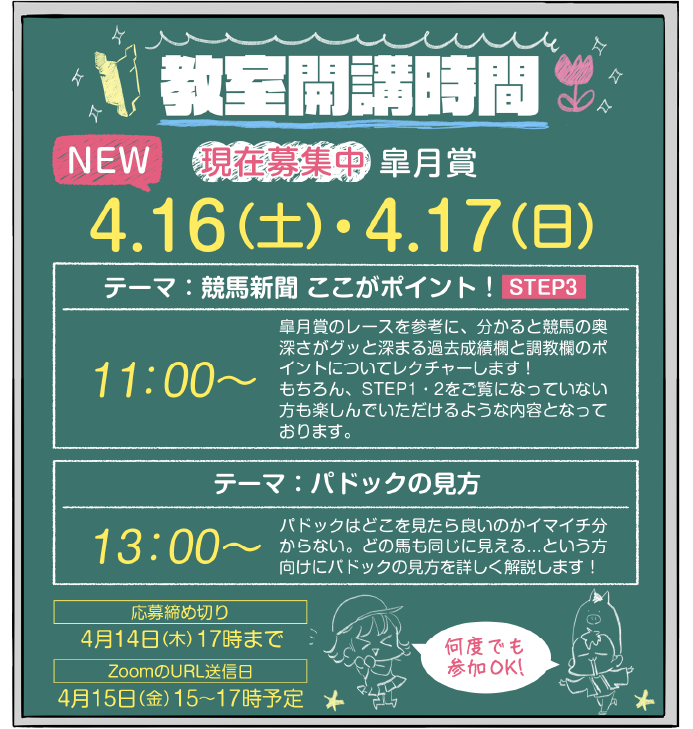 教室開講時間
NEW 現在募集中 皐月賞
4.16(土)・4.17(日)
テーマ:競馬新聞 ここがポイント! STEP3
11:00〜
皐月賞のレースを参考に、分かると競馬の奥
深さがグッと深まる過去成績欄と調教欄のポ
イントについてレクチャーします!
もちろん、STEP1・2をご覧になっていない
方も楽しんでいただけるような内容となって
おります。
テーマ:パドックの見方
13:00〜
パドックはどこを見たら良いのかイマイチ分
からない。どの馬も同じに見える...という方
向けにパドックの見方を詳しく解説します!
応募締め切り
4月14日(木)17時まで
ZoomのURL送信日
4月15日(金)15〜17時予定
何度でも
参加OK!